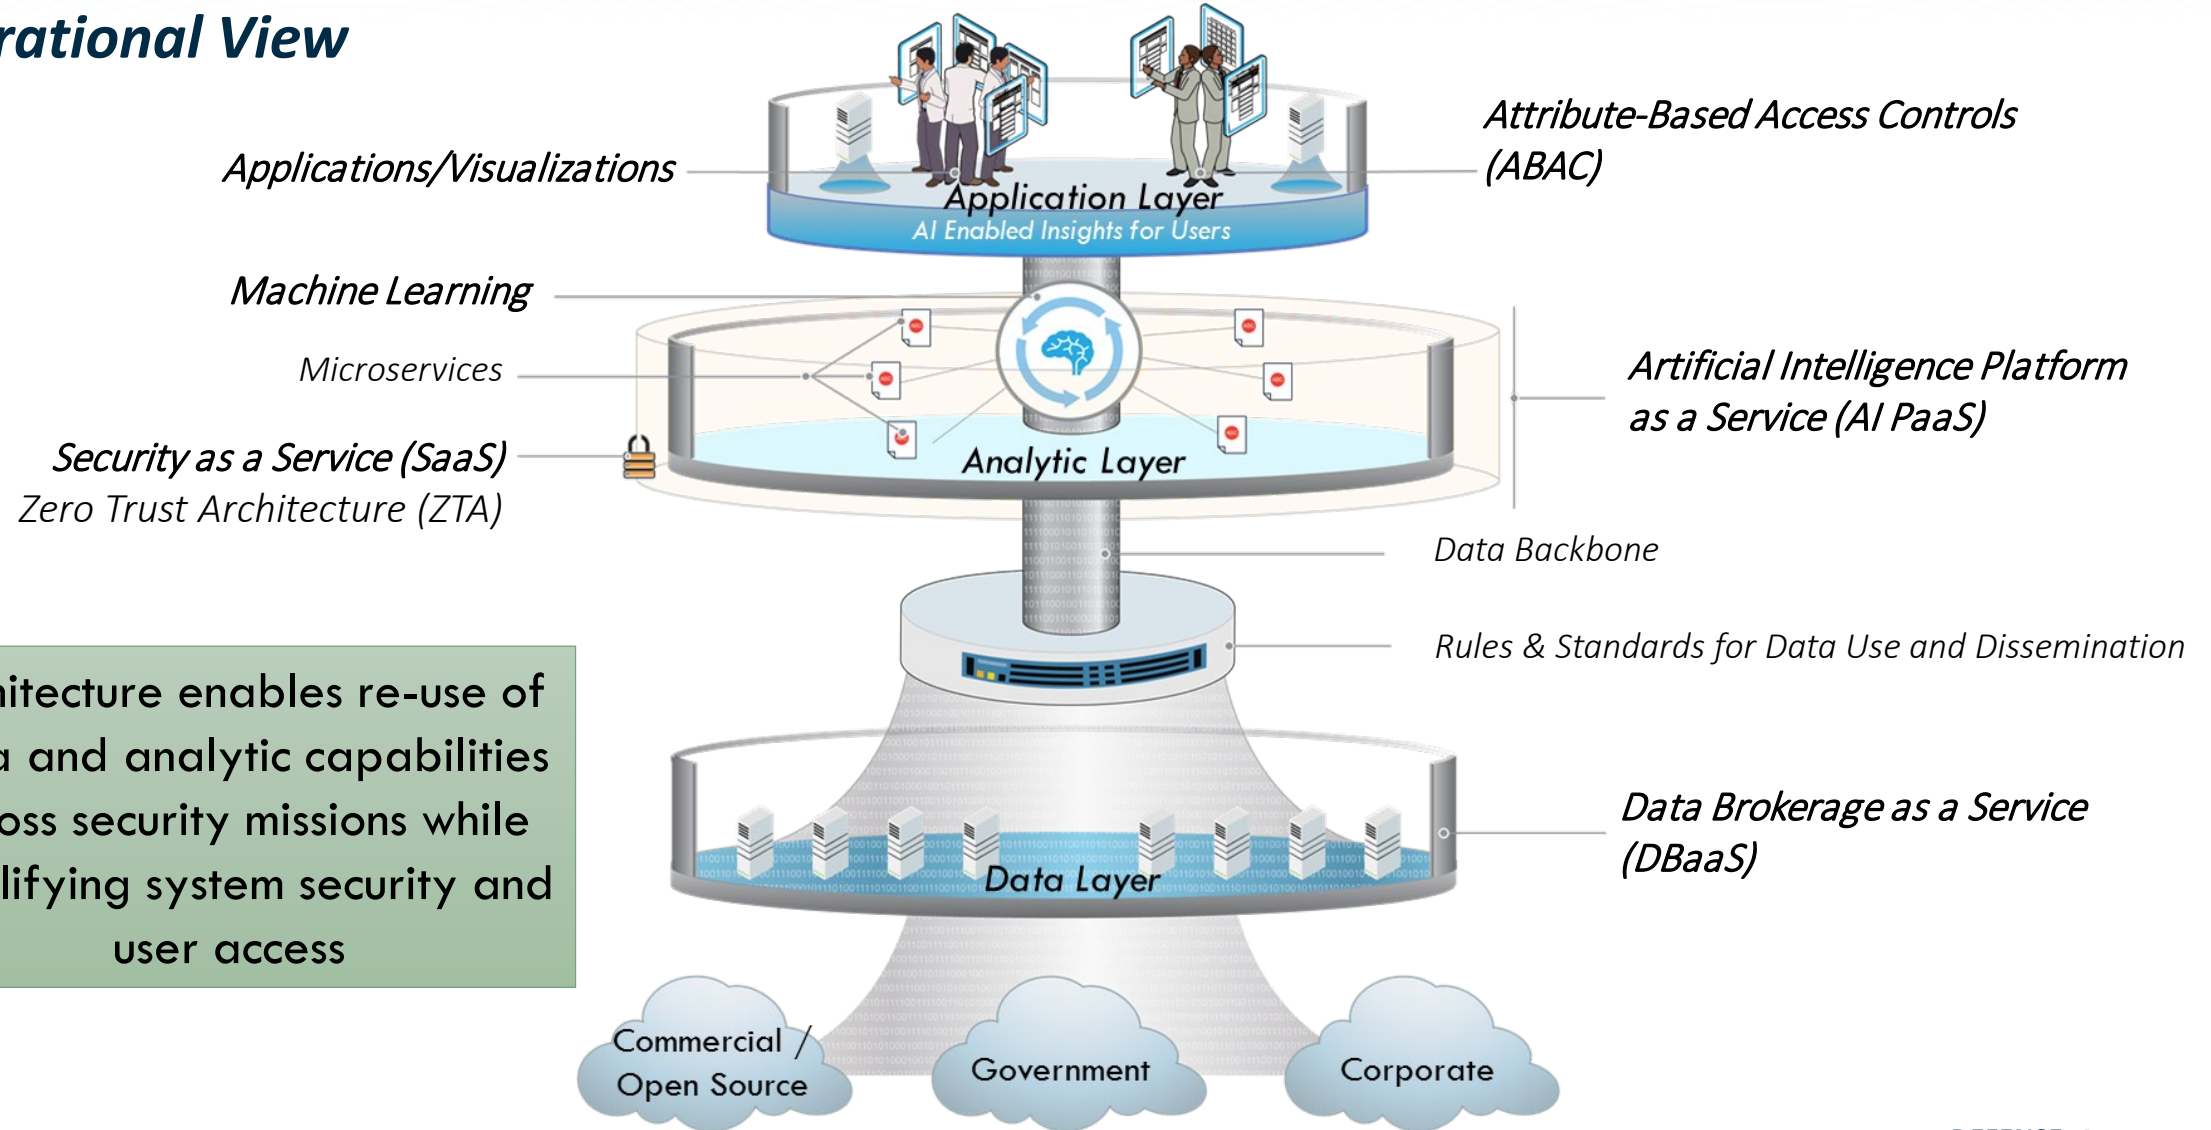 rational View
Applications/Visualizations
Attribute-Based Access Controls
(ABAC)
Application Layer
AI Enabled Insights for Users
Machine Learning
Microservices
Artificial Intelligence Platform
as a Service (AI PaaS)
Security as a Service (SaaS)
Zero Trust Architecture (ZTA)
Analytic Layer
Data Backbone
Rules & Standards for Data Use and Dissemination
hitecture enables re-use of
a and analytic capabilities
oss security missions while
lifying system security and
user access
Data Brokerage as a Service
(DBaaS)
Data Layer
Commercial /
Open Source
Government
Corporate